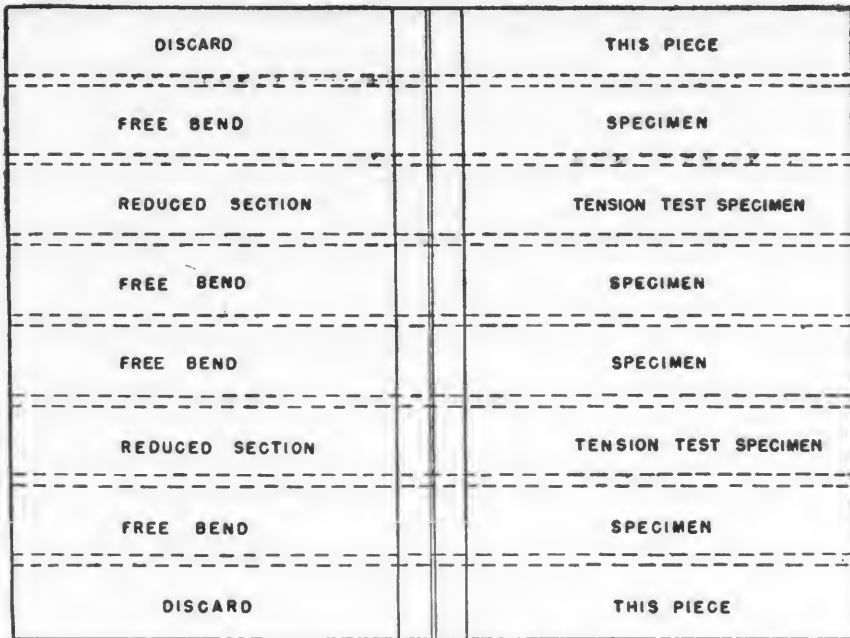 DISCARD THIS PIECE
FREE BEND SPECIMEN
REDUCED SECTION TENSION TEST SPECIMEN
FREE BEND SPECIMEN
FREE BEND SPECIMEN
REDUCED SECTION TENSION TEST SPECIMEN
FREE BEND SPECIMEN
DISCARD THIS PIECE